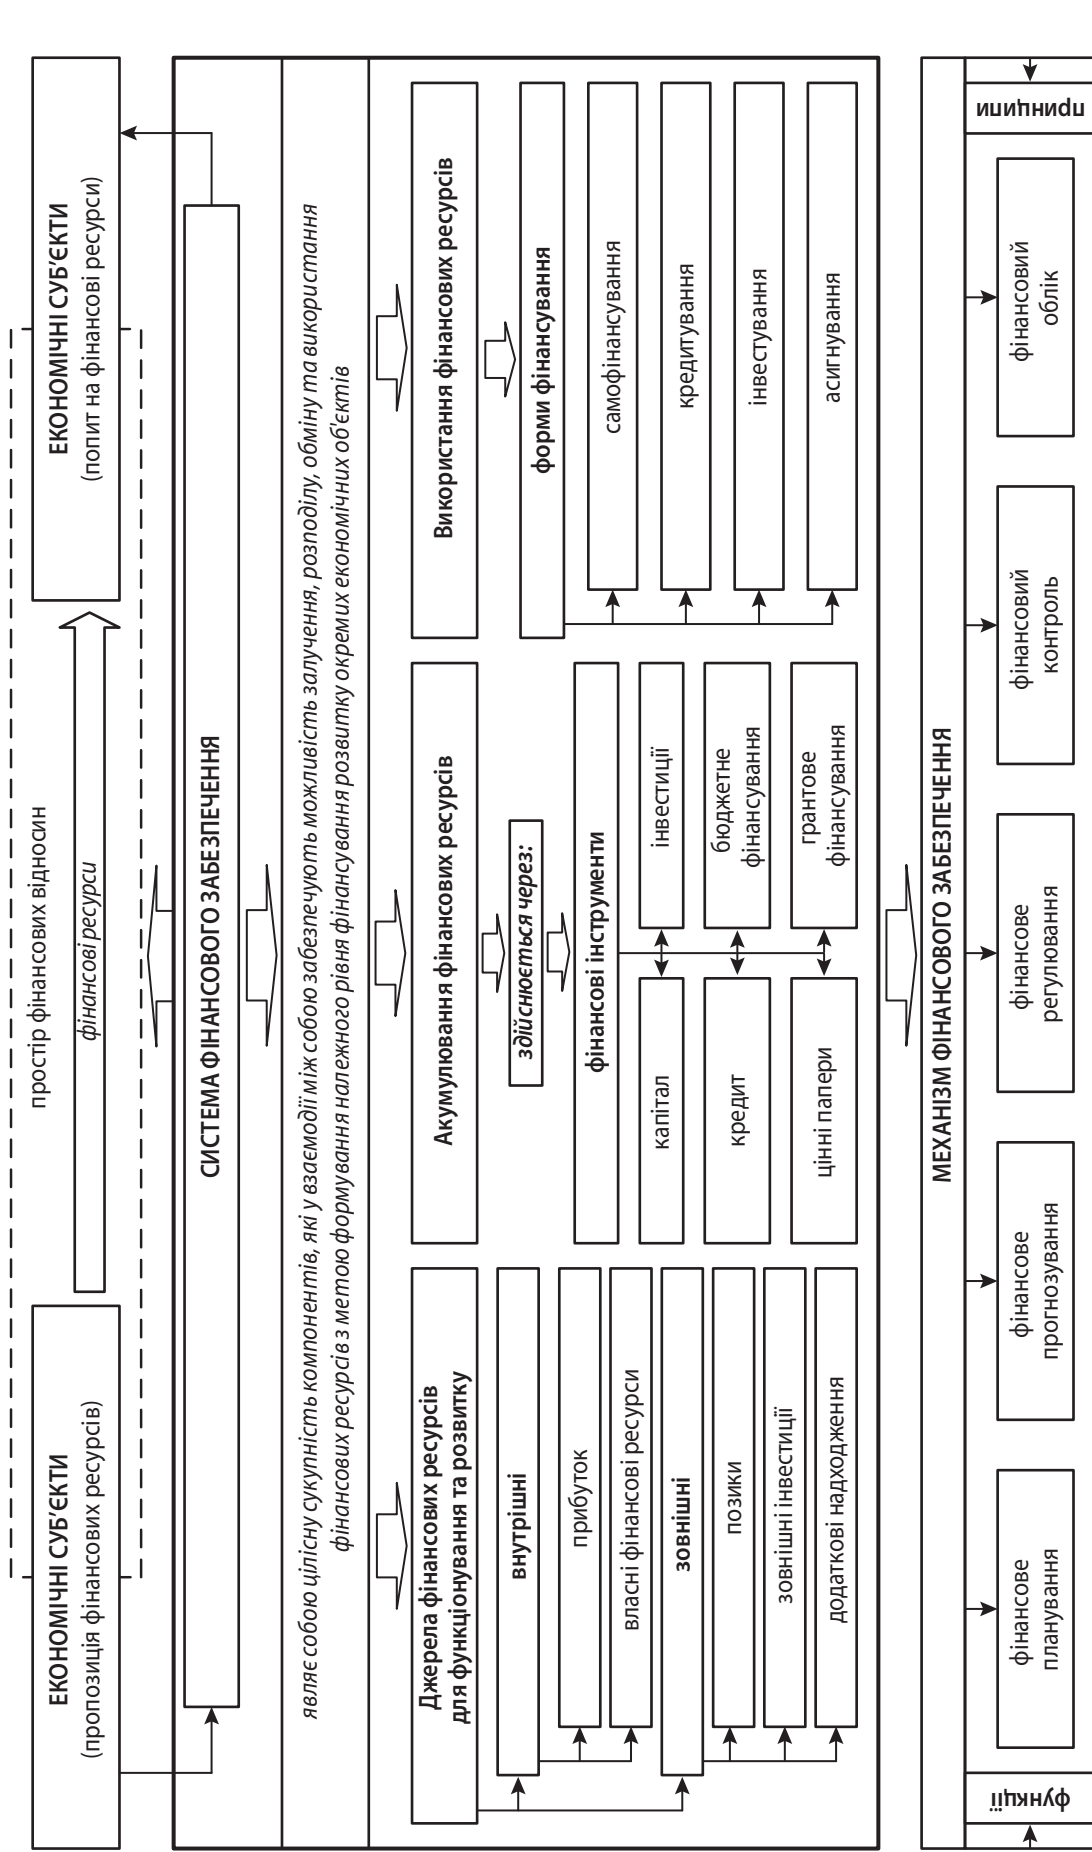 простір фінансових відносин
ЕКОНОМІЧНІ СУБ'ЄКТИ
(пропозиція фінансових ресурсів)
фінансові ресурси
ЕКОНОМІЧНІ СУБ'ЄКТИ
(попит на фінансові ресурси)
СИСТЕМА ФІНАНСОВОГО ЗАБЕЗПЕЧЕННЯ
являє собою цілісну сукупність компонентів, які у взаємодії між собою забезпечують можливість залучення, розподілу, обміну та використання
фінансових ресурсів з метою формування належного рівня фінансування розвитку окремих економічних об'єктів
Джерела фінансових ресурсів
для функціонування та розвитку
внутрішні
прибуток
власні фінансові ресурси
зовнішні
позики
зовнішні інвестиції
додаткові надходження
Акумулювання фінансових ресурсів
здійснюється через:
фінансові інструменти
капітал
інвестиції
кредит
бюджетне
фінансування
цінні папери
грантове
фінансування
Використання фінансових ресурсів
форми фінансування
самофінансування
кредитування
інвестування
асигнування
МЕХАНІЗМ ФІНАНСОВОГО ЗАБЕЗПЕЧЕННЯ
функції
фінансове
планування
фінансове
прогнозування
фінансове
регулювання
фінансовий
контроль
фінансовий
облік
принципи